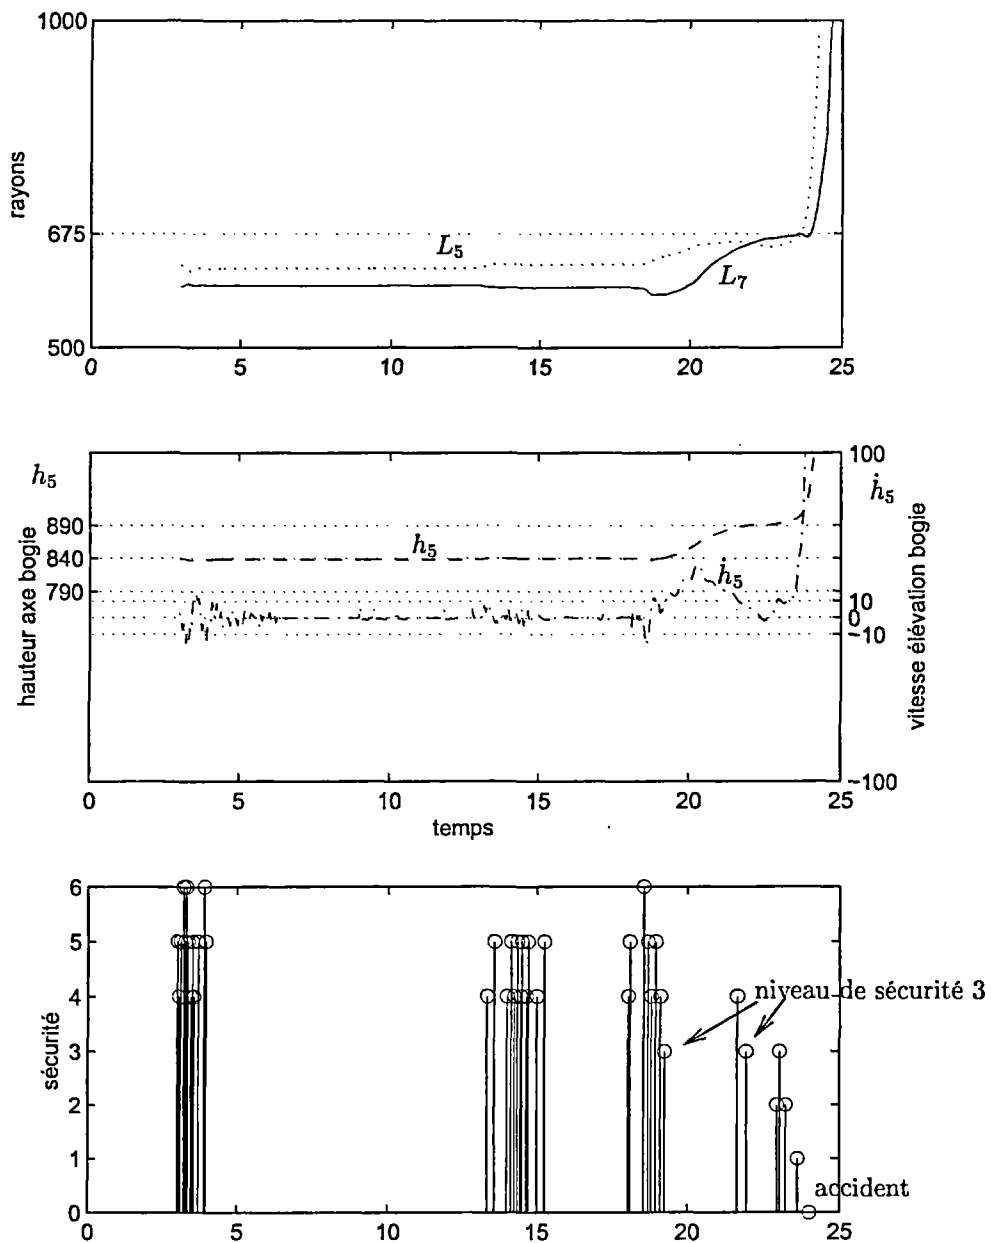 1000
675
500
rayons
L5
L7
0 5 10 15 20 25
h5
890
840
790
hauteur axe bogie
h5
ḣ5
100
ḣ5
10
0
-10
-100
vitesse élévation bogie
0 5 10 15 20 25
temps
6
5
4
3
2
1
0
sécurité
niveau de sécurité 3
accident
0 5 10 15 20 25